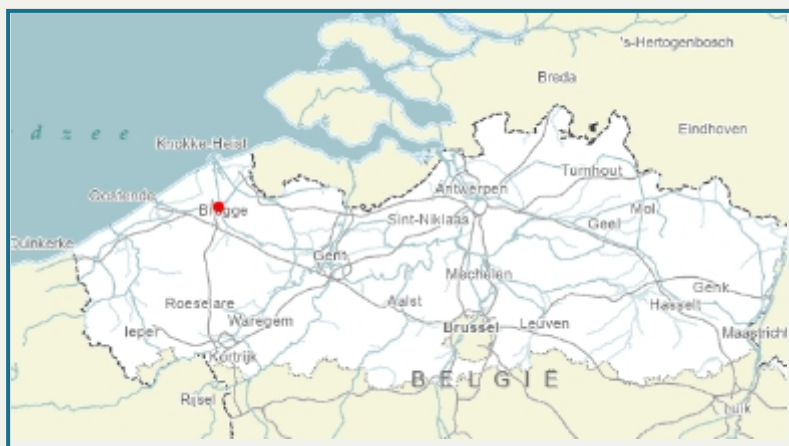 's-Hertogenbosch
Breda
Eindhoven
d z e e
Knokke-Heist
Turnhout
Antwerpen
Oostende
Brugge
Mol
Sint-Niklaas
Geel
Duinkerke
Gent
Mechelen
Genk
Roeselare
Aalst
Hasselt
Waregem
Ieper
Brussel
Leuven
Maastricht
Kortrijk
BELGIË
Rijsel
Luik